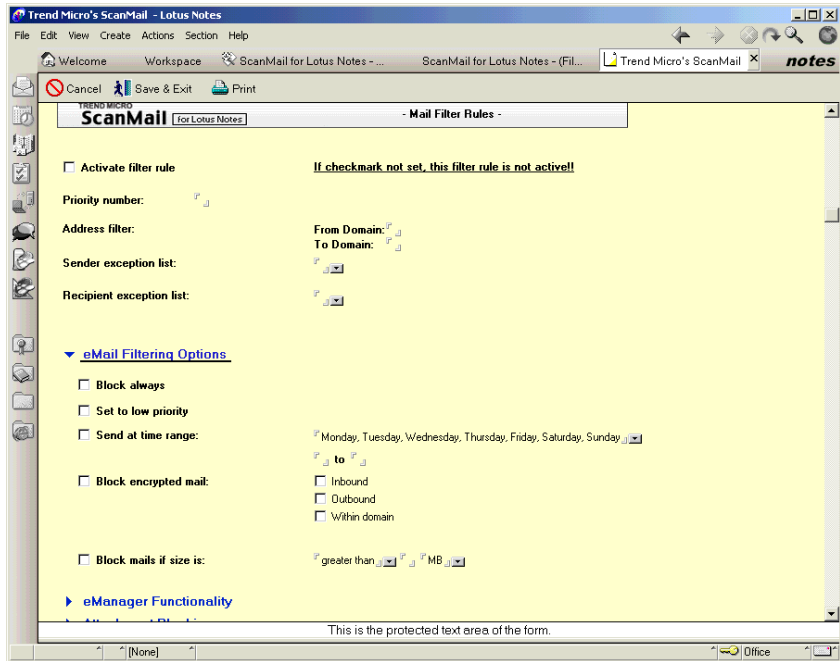 Trend Micro's ScanMail - Lotus Notes
File Edit View Create Actions Section Help
Welcome Workspace ScanMail for Lotus Notes - ... ScanMail for Lotus Notes - (Fil... Trend Micro's ScanMail notes
Cancel Save & Exit Print
TREND MICRO
ScanMail for Lotus Notes - Mail Filter Rules -
Activate filter rule If checkmark not set, this filter rule is not active!!
Priority number:
Address filter: From Domain:
To Domain:
Sender exception list:
Recipient exception list:
eMail Filtering Options
Block always
Set to low priority
Send at time range: Monday, Tuesday, Wednesday, Thursday, Friday, Saturday, Sunday
to
Block encrypted mail: Inbound
Outbound
Within domain
Block mails if size is: greater than MB
eManager Functionality
This is the protected text area of the form.
[None] Office